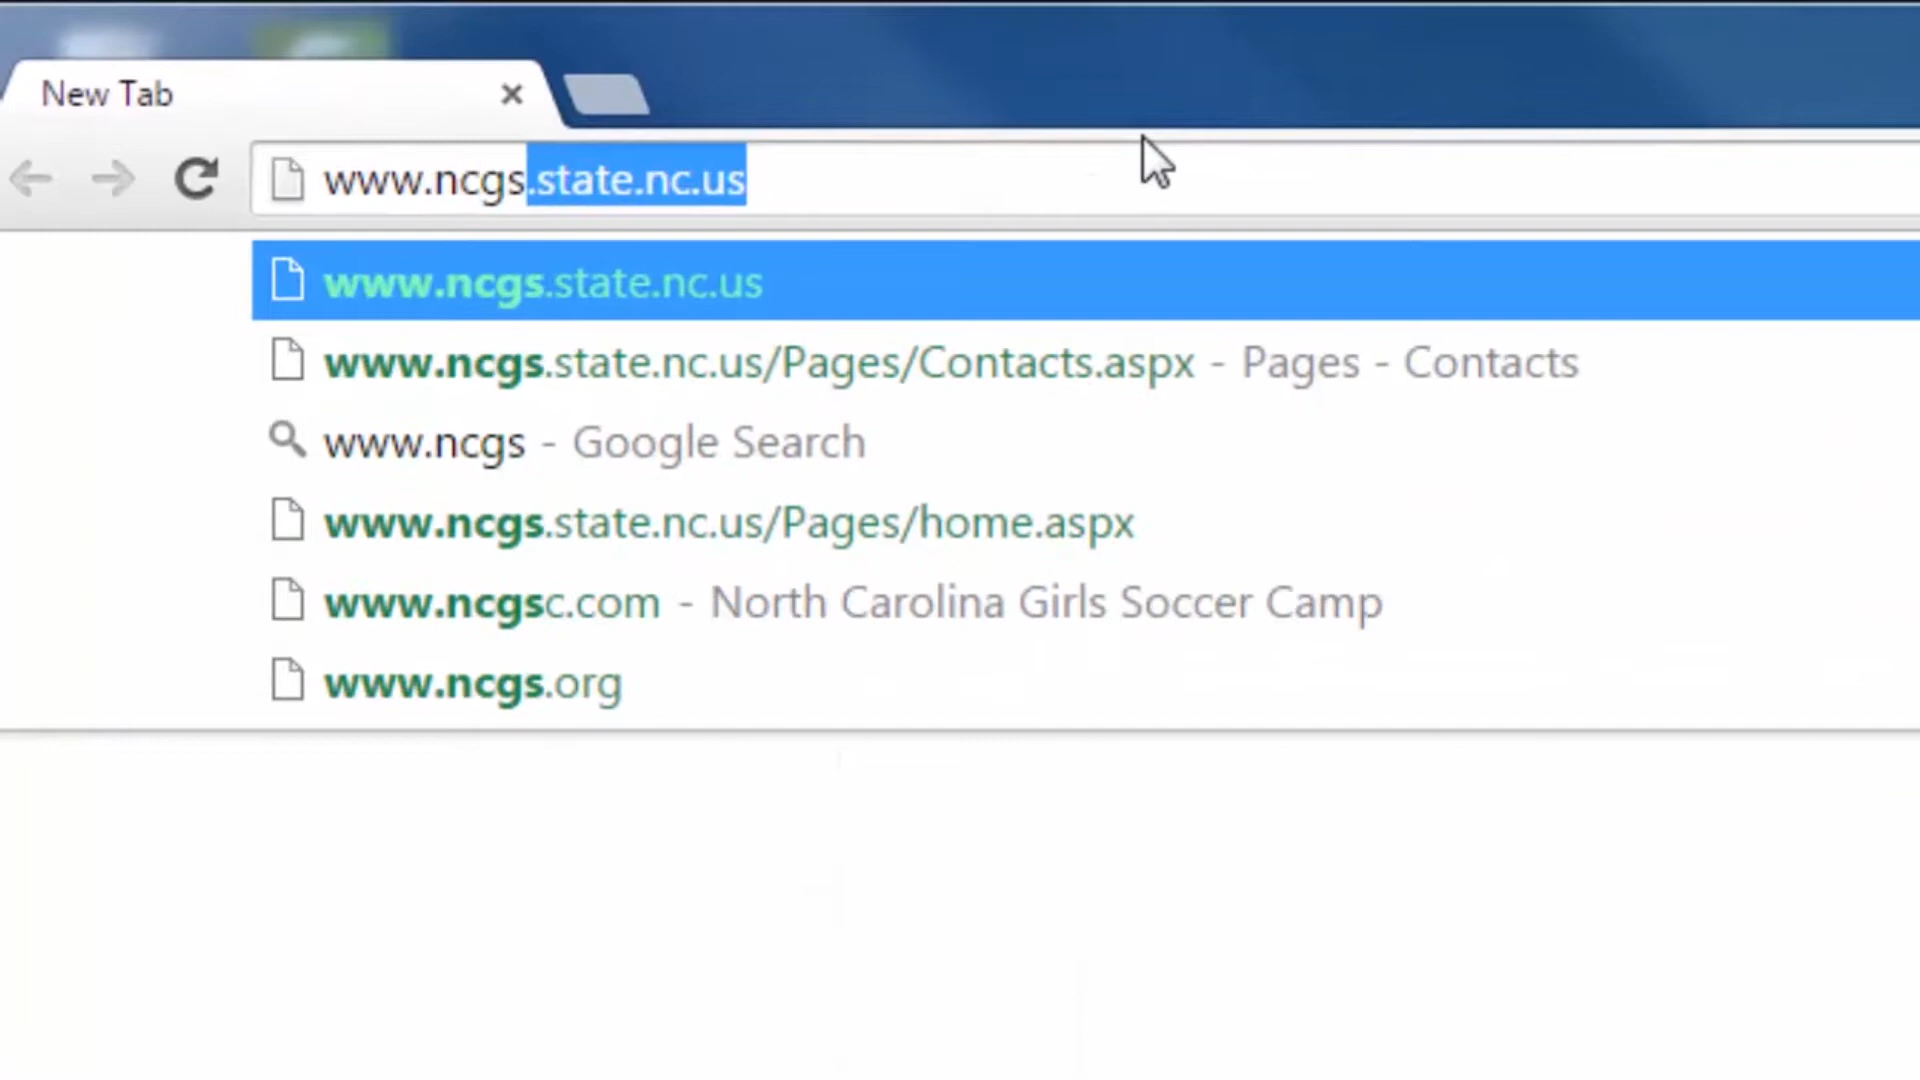 New Tab
www.ncgs.state.nc.us
www.ncgs.state.nc.us
www.ncgs.state.nc.us/Pages/Contacts.aspx - Pages - Contacts
www.ncgs - Google Search
www.ncgs.state.nc.us/Pages/home.aspx
www.ncgsc.com - North Carolina Girls Soccer Camp
www.ncgs.org